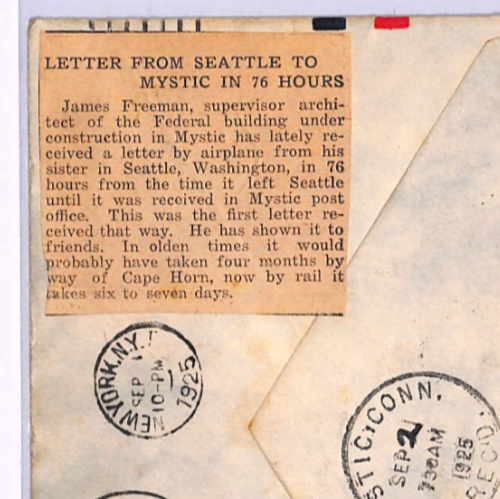 LETTER FROM SEATTLE TO
MYSTIC IN 76 HOURS
James Freeman, supervisor archi-
tect of the Federal building under
construction in Mystic has lately re-
ceived a letter by airplane from his
sister in Seattle, Washington, in 76
hours from the time it left Seattle
until it was received in Mystic post
office. This was the first letter re-
ceived that way. He has shown it to
friends. In olden times it would
probably have taken four months by
way of Cape Horn, now by rail it
takes six to seven days.
NEW YORK, N.Y.
SEP
10-PM
1925
STIC, CONN.
SEP 2
730AM
1925
REC'D.